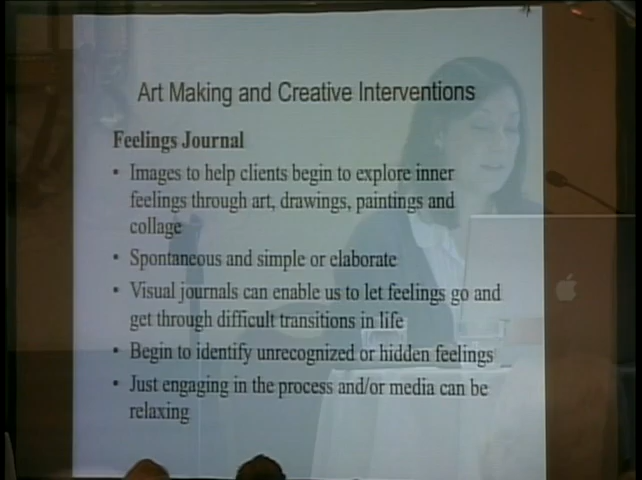 Art Making and Creative Interventions
Feelings Journal
• Images to help clients begin to explore inner
feelings through art, drawings, paintings and
collage
• Spontaneous and simple or elaborate
• Visual journals can enable us to let feelings go and
get through difficult transitions in life
• Begin to identify unrecognized or hidden feelings
• Just engaging in the process and/or media can be
relaxing